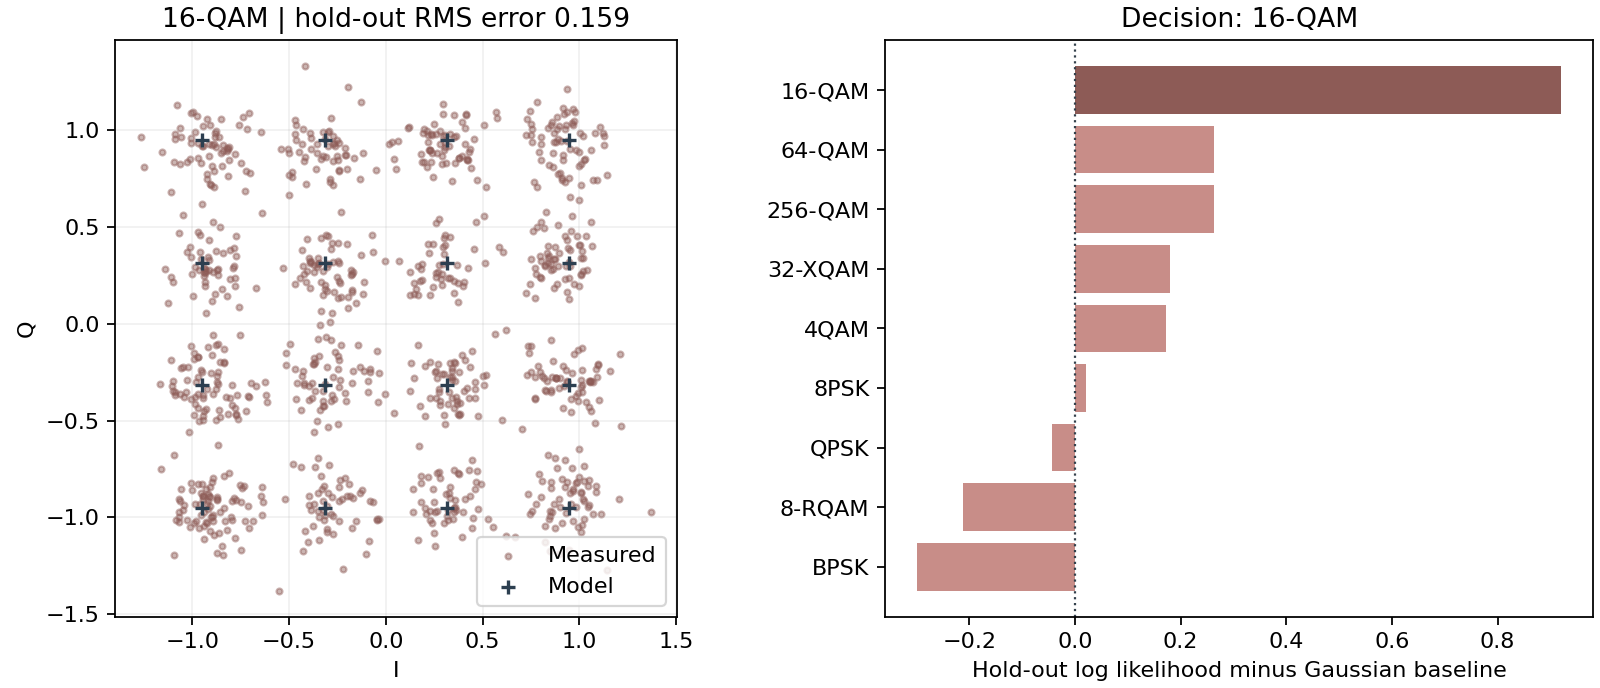 16-QAM | hold-out RMS error 0.159
1.0
0.5
0.0
−0.5
−1.0
−1.5
Q
−1.0
−0.5
0.0
0.5
1.0
1.5
I
Measured
Model
Decision: 16-QAM
16-QAM
64-QAM
256-QAM
32-XQAM
4QAM
8PSK
QPSK
8-RQAM
BPSK
−0.2
0.0
0.2
0.4
0.6
0.8
Hold-out log likelihood minus Gaussian baseline